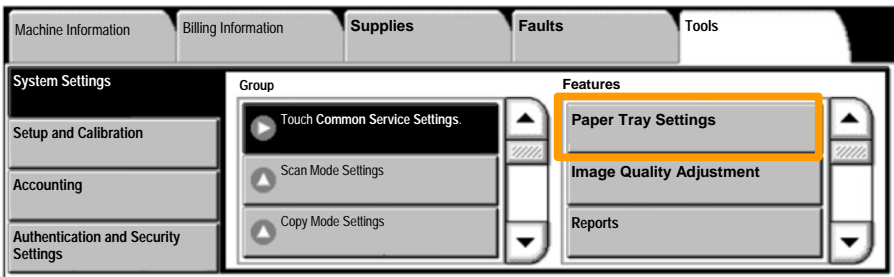 Machine Information
Billing Information
Supplies
Faults
Tools
System Settings
Group
Features
Touch Common Service Settings.
Paper Tray Settings
Setup and Calibration
Scan Mode Settings
Image Quality Adjustment
Accounting
Copy Mode Settings
Reports
Authentication and Security
Settings